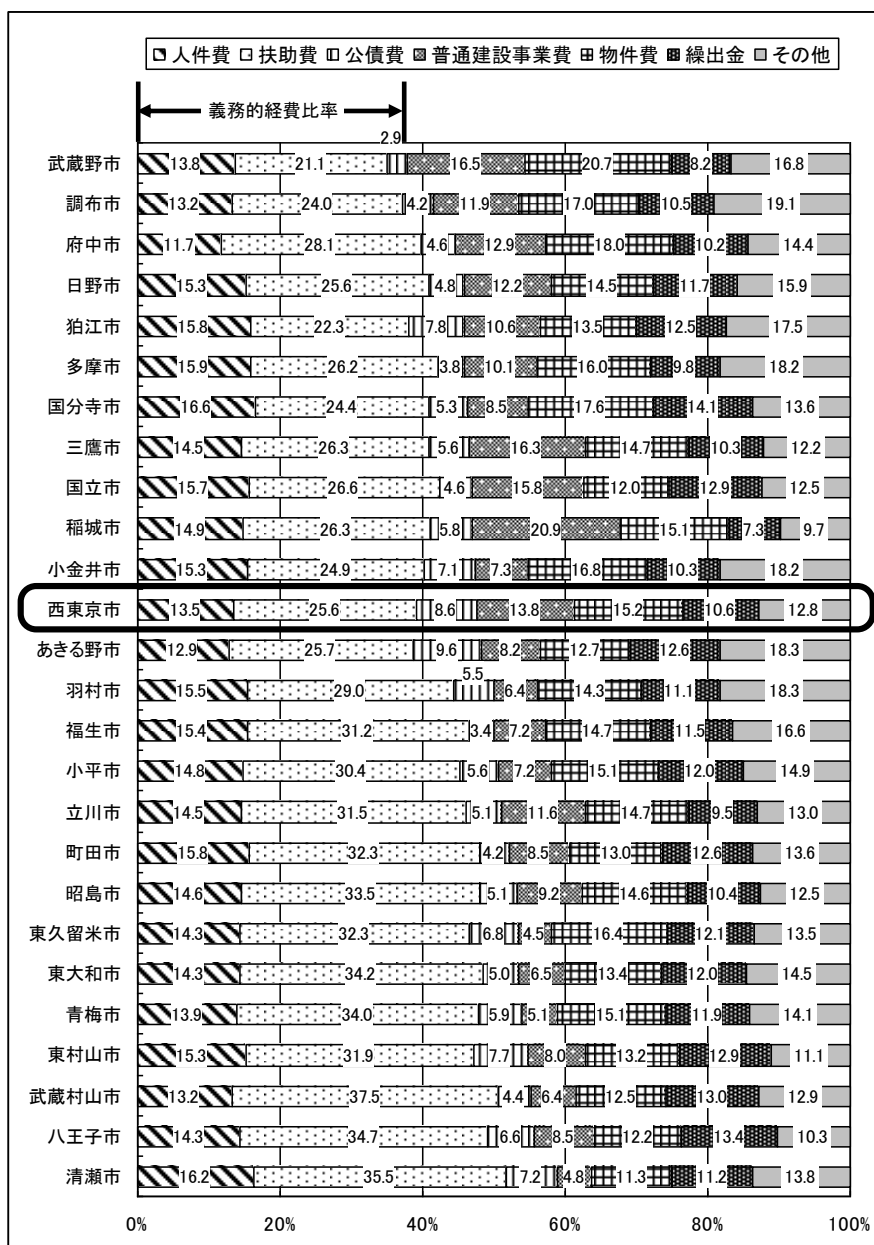 人件費 扶助費 公債費 普通建設事業費 物件費 繰出金 その他
義務的経費比率
2.9
武蔵野市 13.8 21.1 16.5 20.7 8.2 16.8
調布市 13.2 24.0 4.2 11.9 17.0 10.5 19.1
府中市 11.7 28.1 4.6 12.9 18.0 10.2 14.4
日野市 15.3 25.6 4.8 12.2 14.5 11.7 15.9
狛江市 15.8 22.3 7.8 10.6 13.5 12.5 17.5
多摩市 15.9 26.2 3.8 10.1 16.0 9.8 18.2
国分寺市 16.6 24.4 5.3 8.5 17.6 14.1 13.6
三鷹市 14.5 26.3 5.6 16.3 14.7 10.3 12.2
国立市 15.7 26.6 4.6 15.8 12.0 12.9 12.5
稲城市 14.9 26.3 5.8 20.9 15.1 7.3 9.7
小金井市 15.3 24.9 7.1 7.3 16.8 10.3 18.2
西東京市 13.5 25.6 8.6 13.8 15.2 10.6 12.8
あきる野市 12.9 25.7 9.6 8.2 12.7 12.6 18.3
5.5
羽村市 15.5 29.0 6.4 14.3 11.1 18.3
福生市 15.4 31.2 3.4 7.2 14.7 11.5 16.6
小平市 14.8 30.4 5.6 7.2 15.1 12.0 14.9
立川市 14.5 31.5 5.1 11.6 14.7 9.5 13.0
町田市 15.8 32.3 4.2 8.5 13.0 12.6 13.6
昭島市 14.6 33.5 5.1 9.2 14.6 10.4 12.5
東久留米市 14.3 32.3 6.8 4.5 16.4 12.1 13.5
東大和市 14.3 34.2 5.0 6.5 13.4 12.0 14.5
青梅市 13.9 34.0 5.9 5.1 15.1 11.9 14.1
東村山市 15.3 31.9 7.7 8.0 13.2 12.9 11.1
武蔵村山市 13.2 37.5 4.4 6.4 12.5 13.0 12.9
八王子市 14.3 34.7 6.6 8.5 12.2 13.4 10.3
清瀬市 16.2 35.5 7.2 4.8 11.3 11.2 13.8
0% 20% 40% 60% 80% 100%